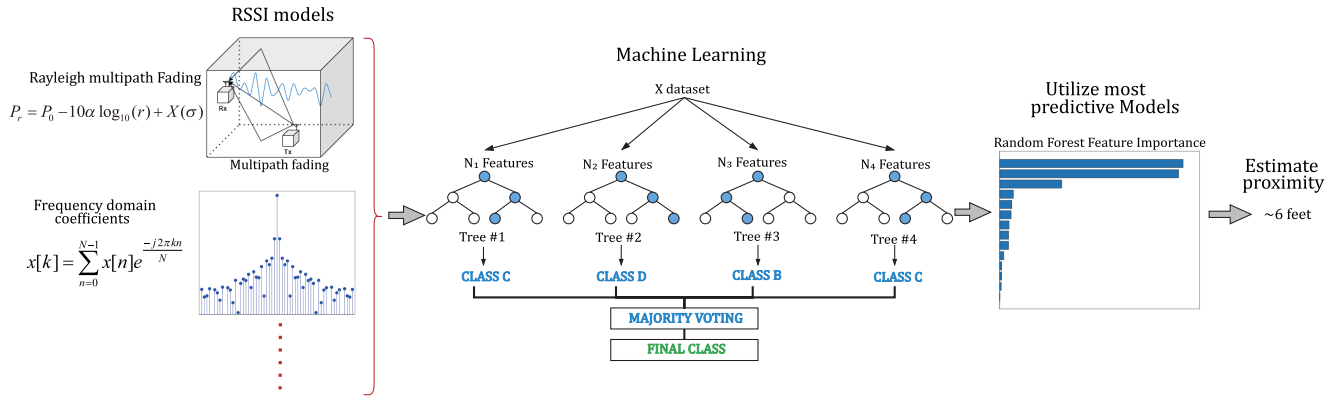 RSSI models
Rayleigh multipath Fading
P_r = P_0 − 10α log₁₀(r) + X(σ)
Rx
Tx
Multipath fading
Frequency domain
coefficients
x[k] = \sum_{n=0}^{N-1} x[n]e^{\frac{-j2πkn}{N}}
Machine Learning
X dataset
N₁ Features
N₂ Features
N₃ Features
N₄ Features
Tree #1
Tree #2
Tree #3
Tree #4
CLASS C
CLASS D
CLASS B
CLASS C
MAJORITY VOTING
FINAL CLASS
Utilize most
predictive Models
Random Forest Feature Importance
Estimate
proximity
~6 feet